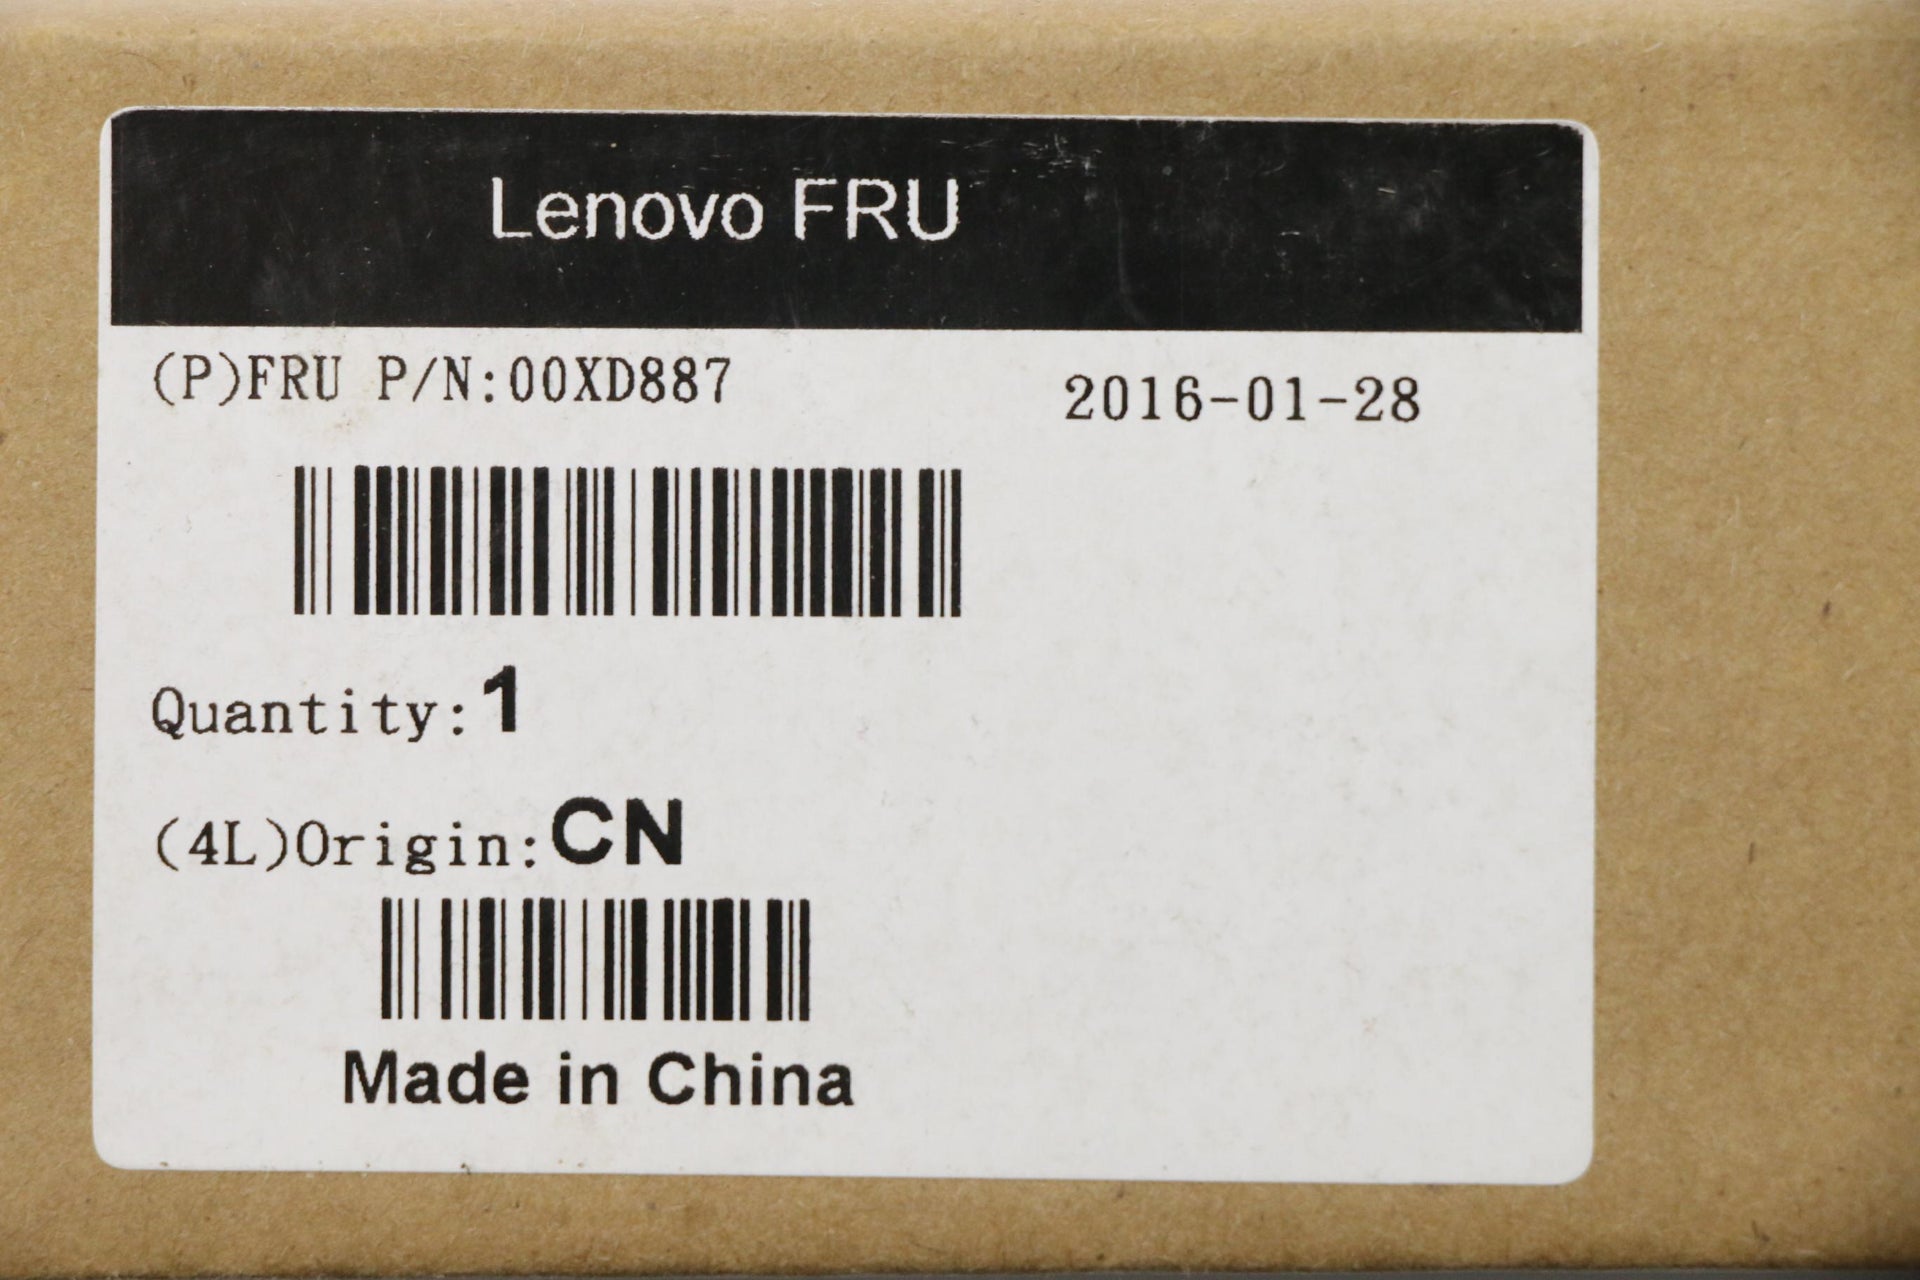 Lenovo FRU
(P)FRU P/N:00XD887 2016-01-28
Quantity:1
(4L)Origin:CN
Made in China